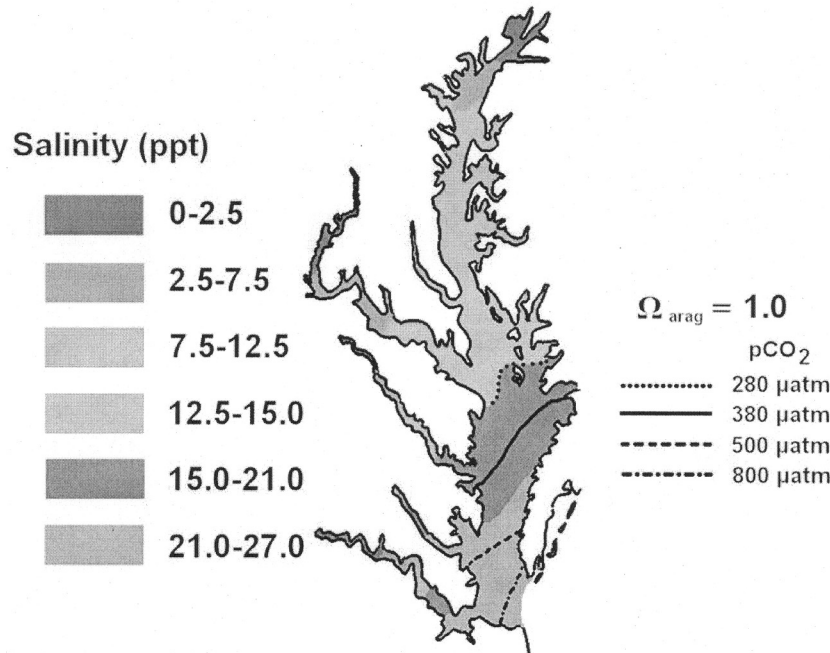 Salinity (ppt)
0-2.5
2.5-7.5
7.5-12.5
12.5-15.0
15.0-21.0
21.0-27.0
Ω arag = 1.0
pCO2
280 µatm
380 µatm
500 µatm
800 µatm